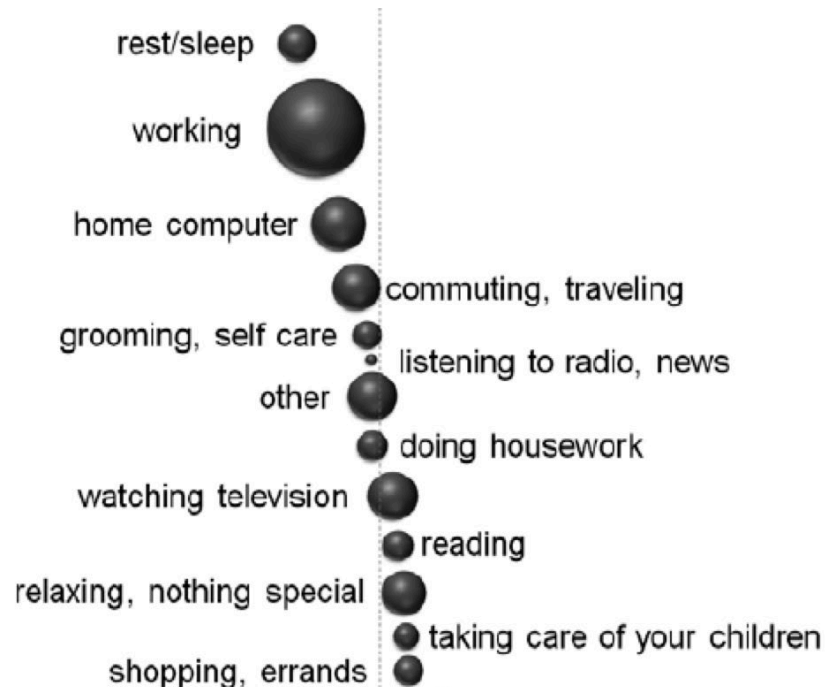 rest/sleep
working
home computer
commuting, traveling
grooming, self care
listening to radio, news
other
doing housework
watching television
reading
relaxing, nothing special
taking care of your children
shopping, errands